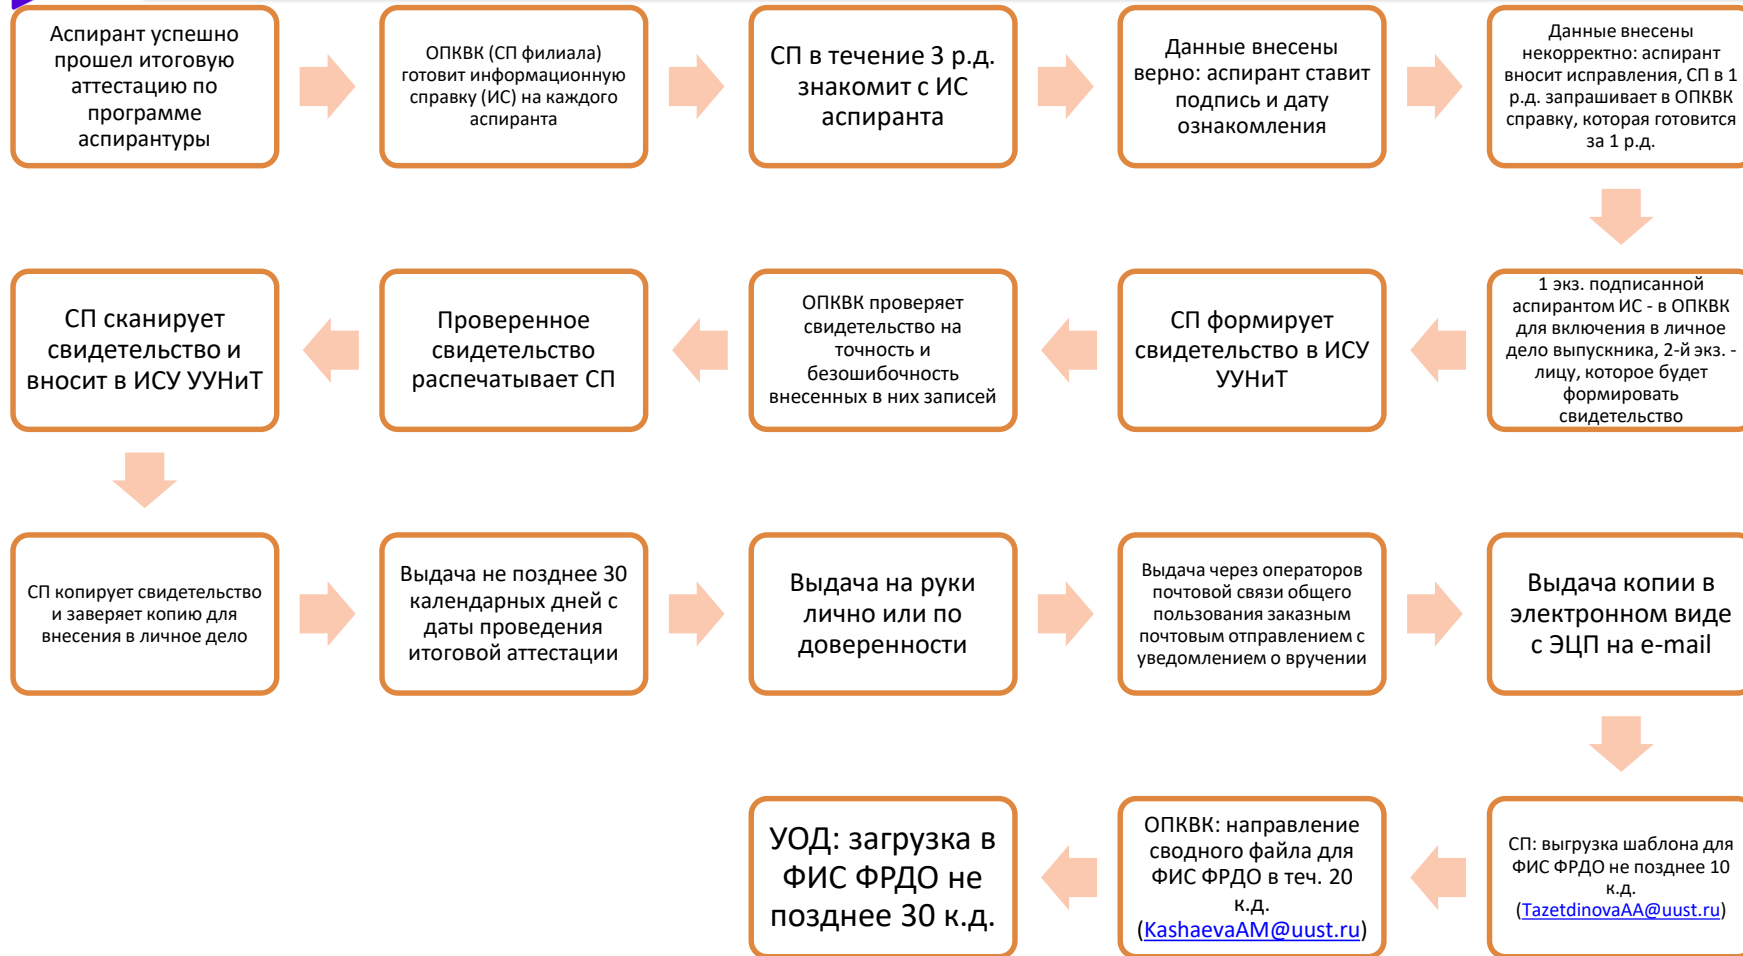 Аспирант успешно
прошел итоговую
аттестацию по
программе
аспирантуры
ОПКВК (СП филиала)
готовит информационную
справку (ИС) на каждого
аспиранта
СП в течение 3 р.д.
знакомит с ИС
аспиранта
Данные внесены
верно: аспирант ставит
подпись и дату
ознакомления
Данные внесены
некорректно: аспирант
вносит исправления, СП в 1
р.д. запрашивает в ОПКВК
справку, которая готовится
за 1 р.д.
1 экз. подписанной
аспирантом ИС - в ОПКВК
для включения в личное
дело выпускника, 2-й экз. -
лицу, которое будет
формировать
свидетельство
СП формирует
свидетельство в ИСУ
УУНиТ
ОПКВК проверяет
свидетельство на
точность и
безошибочность
внесенных в них записей
Проверенное
свидетельство
распечатывает СП
СП сканирует
свидетельство и
вносит в ИСУ УУНиТ
СП копирует свидетельство
и заверяет копию для
внесения в личное дело
Выдача не позднее 30
календарных дней с
даты проведения
итоговой аттестации
Выдача на руки
лично или по
доверенности
Выдача через операторов
почтовой связи общего
пользования заказным
почтовым отправлением с
уведомлением о вручении
Выдача копии в
электронном виде
с ЭЦП на e-mail
СП: выгрузка шаблона для
ФИС ФРДО не позднее 10
к.д.
(TazetdinovaAA@uust.ru)
ОПКВК: направление
сводного файла для
ФИС ФРДО в теч. 20
к.д.
(KashaevaAM@uust.ru)
УОД: загрузка в
ФИС ФРДО не
позднее 30 к.д.